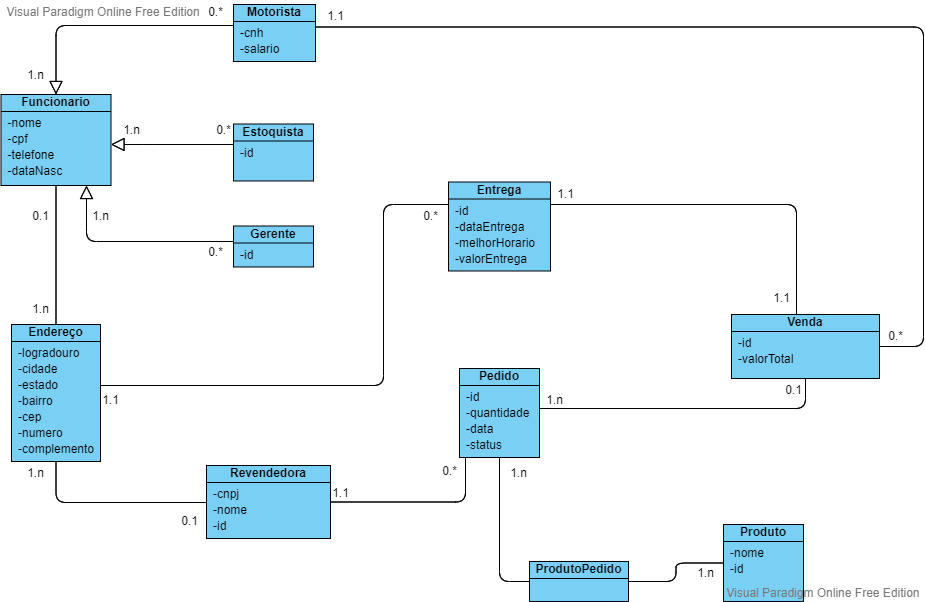 Visual Paradigm Online Free Edition
0.*
Motorista
-cnh
-salario
1.1
1.n
Funcionario
-nome
-cpf
-telefone
-dataNasc
1.n
0.*
Estoquista
-id
0.1
1.n
0.*
Gerente
-id
Entrega
-id
-dataEntrega
-melhorHorario
-valorEntrega
1.1
0.*
1.1
Venda
-id
-valorTotal
0.*
0.1
1.n
Endereço
-logradouro
-cidade
-estado
-bairro
-cep
-numero
-complemento
1.1
1.n
Pedido
-id
-quantidade
-data
-status
1.n
0.*
1.n
Revendedora
-cnpj
-nome
-id
1.1
0.1
ProdutoPedido
1.n
Produto
-nome
-id
Visual Paradigm Online Free Edition